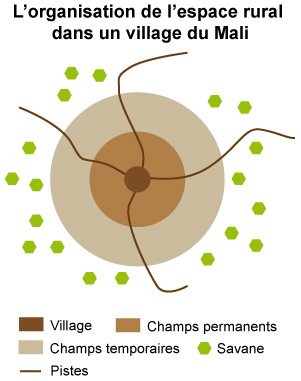 L'organisation de l'espace rural
dans un village du Mali
Village
Champs permanents
Champs temporaires
Savane
Pistes